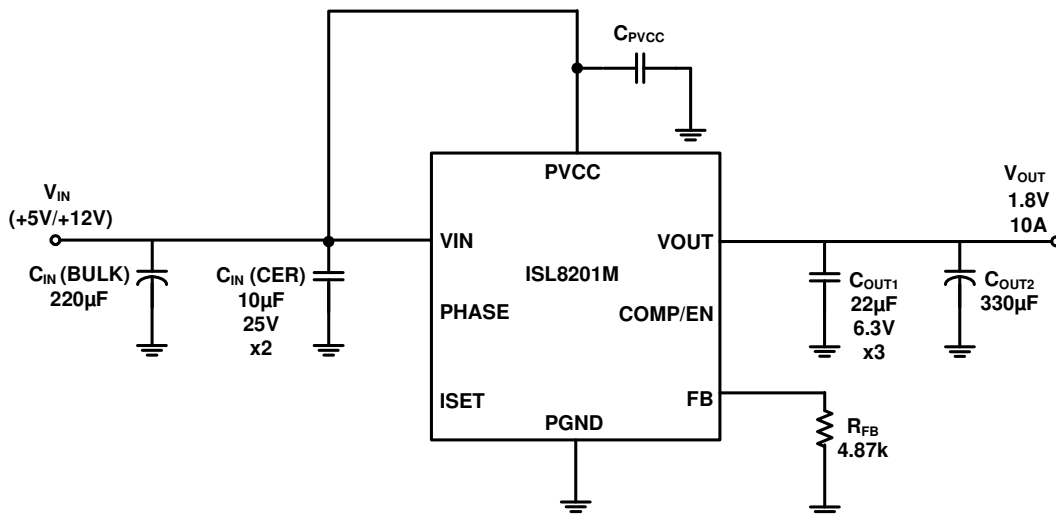 CPVCC
PVCC
VIN
(+5V/+12V)
VIN
VOUT
ISL8201M
VOUT
1.8V
10A
CIN (BULK)
220µF
CIN (CER)
10µF
25V
x2
PHASE
COMP/EN
COUT1
22µF
6.3V
x3
COUT2
330µF
ISET
FB
PGND
RFB
4.87k